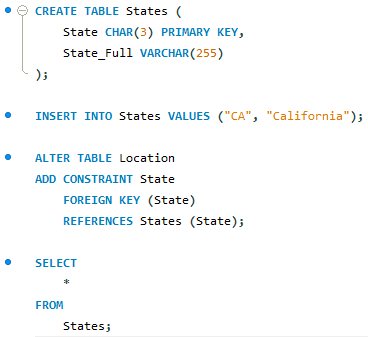 CREATE TABLE States (
    State CHAR(3) PRIMARY KEY,
    State_Full VARCHAR(255)
);
INSERT INTO States VALUES ("CA", "California");
ALTER TABLE Location
ADD CONSTRAINT State
    FOREIGN KEY (State)
    REFERENCES States (State);
SELECT
    *
FROM
    States;